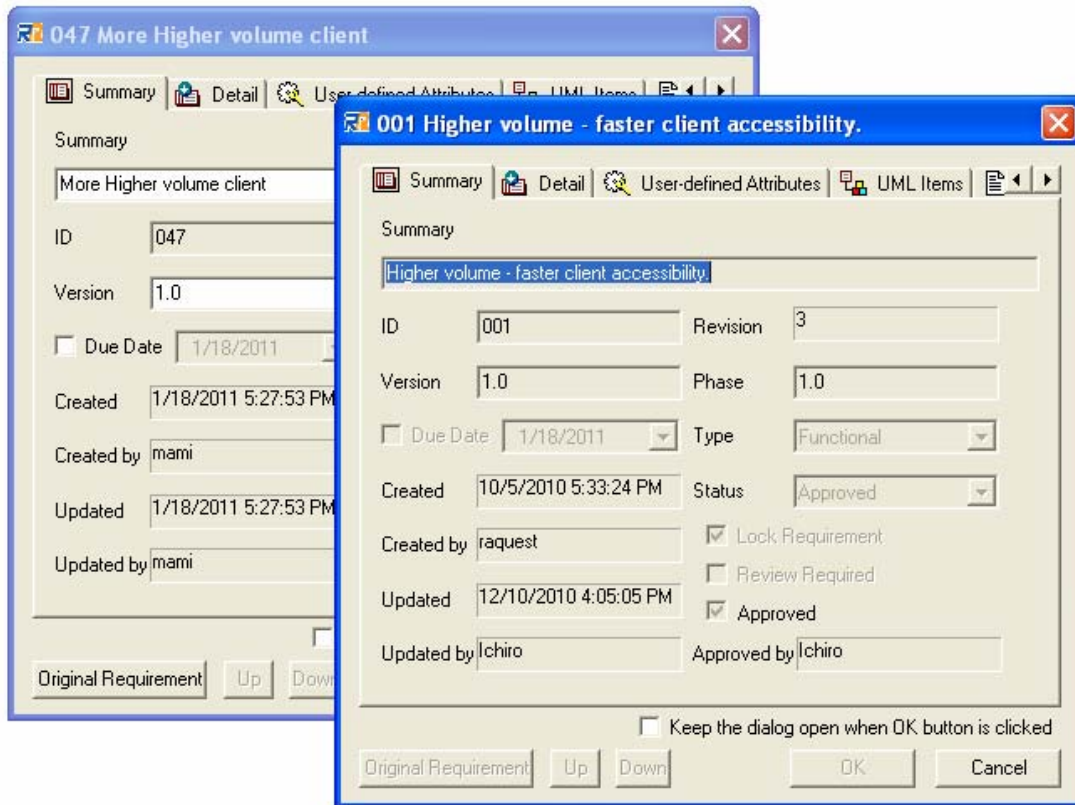 047 More Higher volume client
Summary Detail User-defined Attributes UML Items
Summary
More Higher volume client
ID 047
Version 1.0
Due Date 1/18/2011
Created 1/18/2011 5:27:53 PM
Created by mami
Updated 1/18/2011 5:27:53 PM
Updated by mami
Original Requirement Up Down
001 Higher volume - faster client accessibility.
Summary Detail User-defined Attributes UML Items
Summary
Higher volume - faster client accessibility.
ID 001 Revision 3
Version 1.0 Phase 1.0
Due Date 1/18/2011 Type Functional
Created 10/5/2010 5:33:24 PM Status Approved
Created by raquest Lock Requirement
Review Required
Updated 12/10/2010 4:05:05 PM
Approved
Updated by Ichiro Approved by Ichiro
Keep the dialog open when OK button is clicked
Original Requirement Up Down OK Cancel